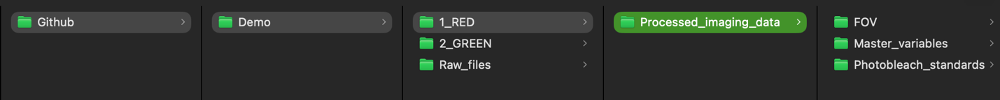 Github
Demo
1_RED
2_GREEN
Raw_files
Processed_imaging_data
FOV
Master_variables
Photobleach_standards